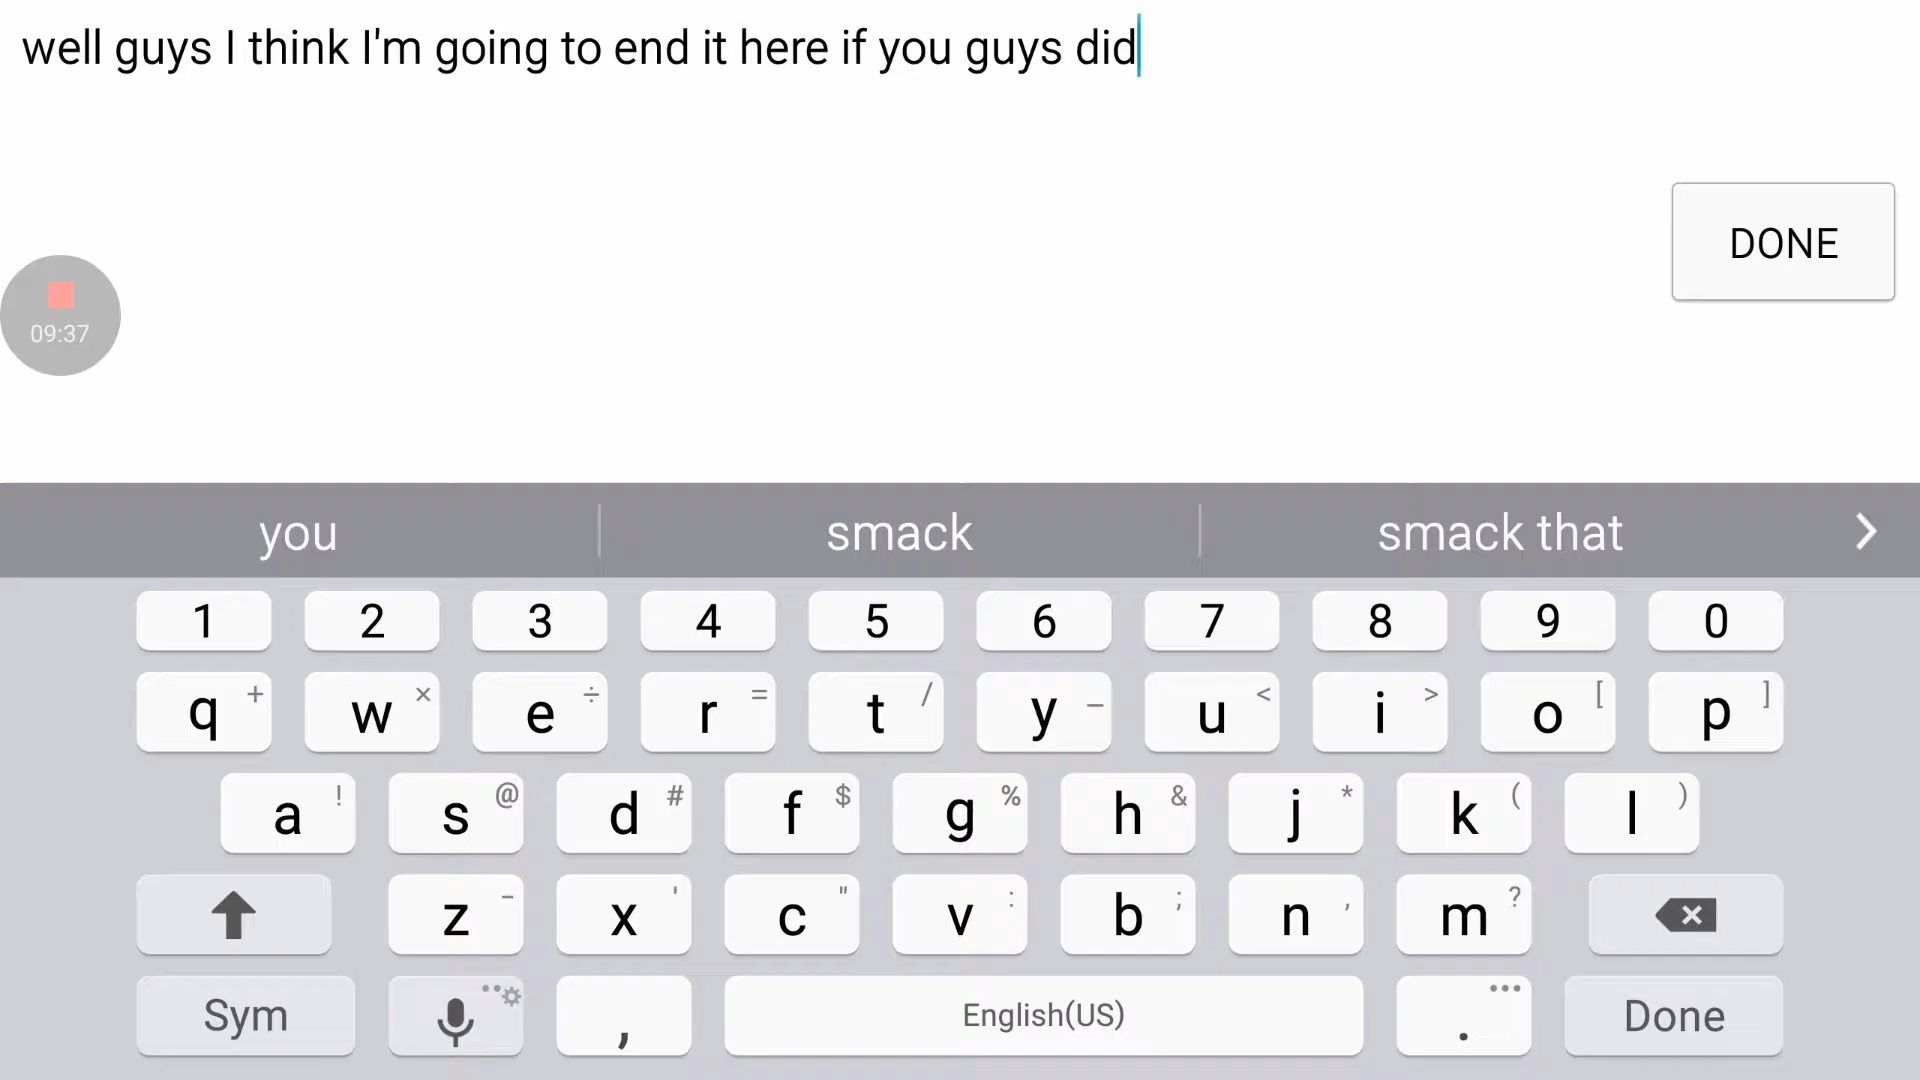 well guys I think I'm going to end it here if you guys did
DONE
09:37
you smack smack that
1 2 3 4 5 6 7 8 9 0
q + w × e ÷ r = t / y _ u < i > o [ p ]
a ! s @ d # f $ g % h & j * k ( l )
z - x ' c " v : b ; n , m ?
Sym , English(US) . Done